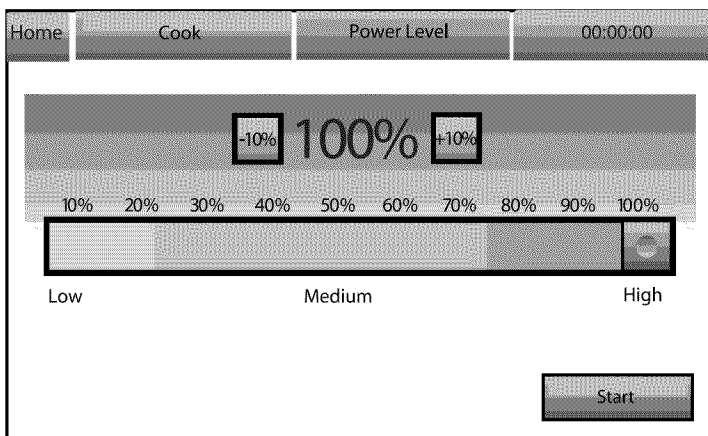 Home Cook Power Level 00:00:00
-10% 100% +10%
10% 20% 30% 40% 50% 60% 70% 80% 90% 100%
Low Medium High
Start